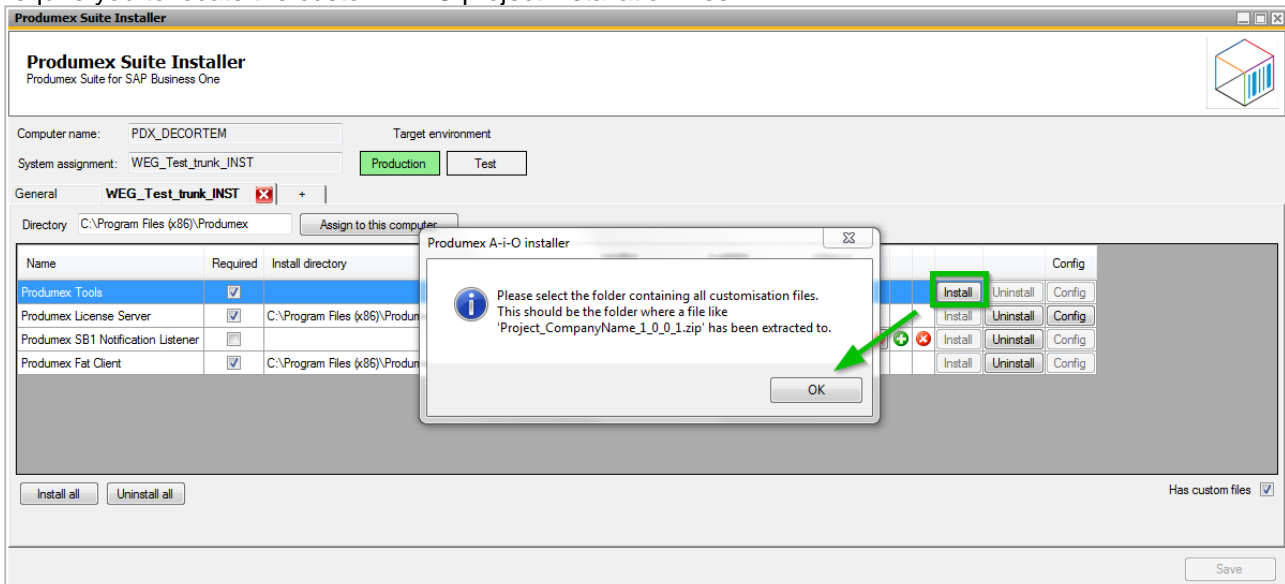 Produmex Suite Installer
Produmex Suite Installer
Produmex Suite for SAP Business One
Computer name: PDX_DECORTEM Target environment
System assignment: WEG_Test_trunk_INST Production Test
General WEG_Test_trunk_INST +
Directory C:\Program Files (x86)\Produmex Assign to this computer
Produmex A-i-O installer
Name Required Install directory Config
Please select the folder containing all customisation files.
This should be the folder where a file like
'Project_CompanyName_1_0_0_1.zip' has been extracted to.
OK
Produmex Tools Install Uninstall Config
Produmex License Server C:\Program Files (x86)\Produm Install Uninstall Config
Produmex SB1 Notification Listener Install Uninstall Config
Produmex Fat Client C:\Program Files (x86)\Produm Install Uninstall Config
Install all Uninstall all Has custom files
Save